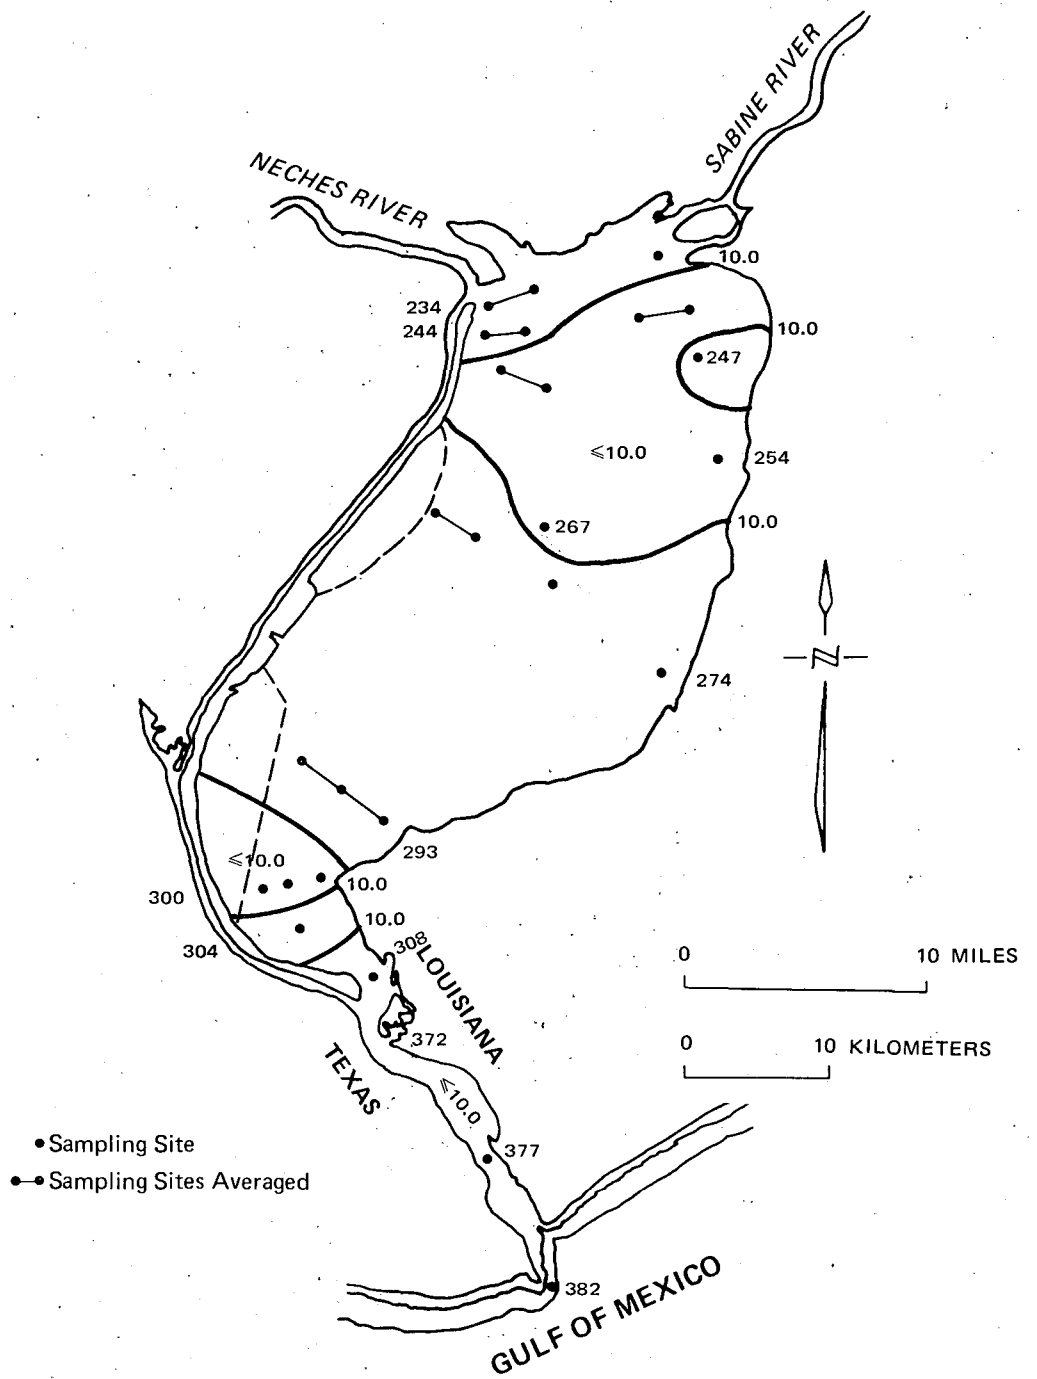 SABINE RIVER
NECHES RIVER
10.0
234
244
10.0
247
≤10.0
254
267
10.0
274
293
≤10.0
10.0
300
10.0
304
308
LOUISIANA
0 10 MILES
372
TEXAS
0 10 KILOMETERS
≤10.0
Sampling Site
377
Sampling Sites Averaged
382
GULF OF MEXICO
N